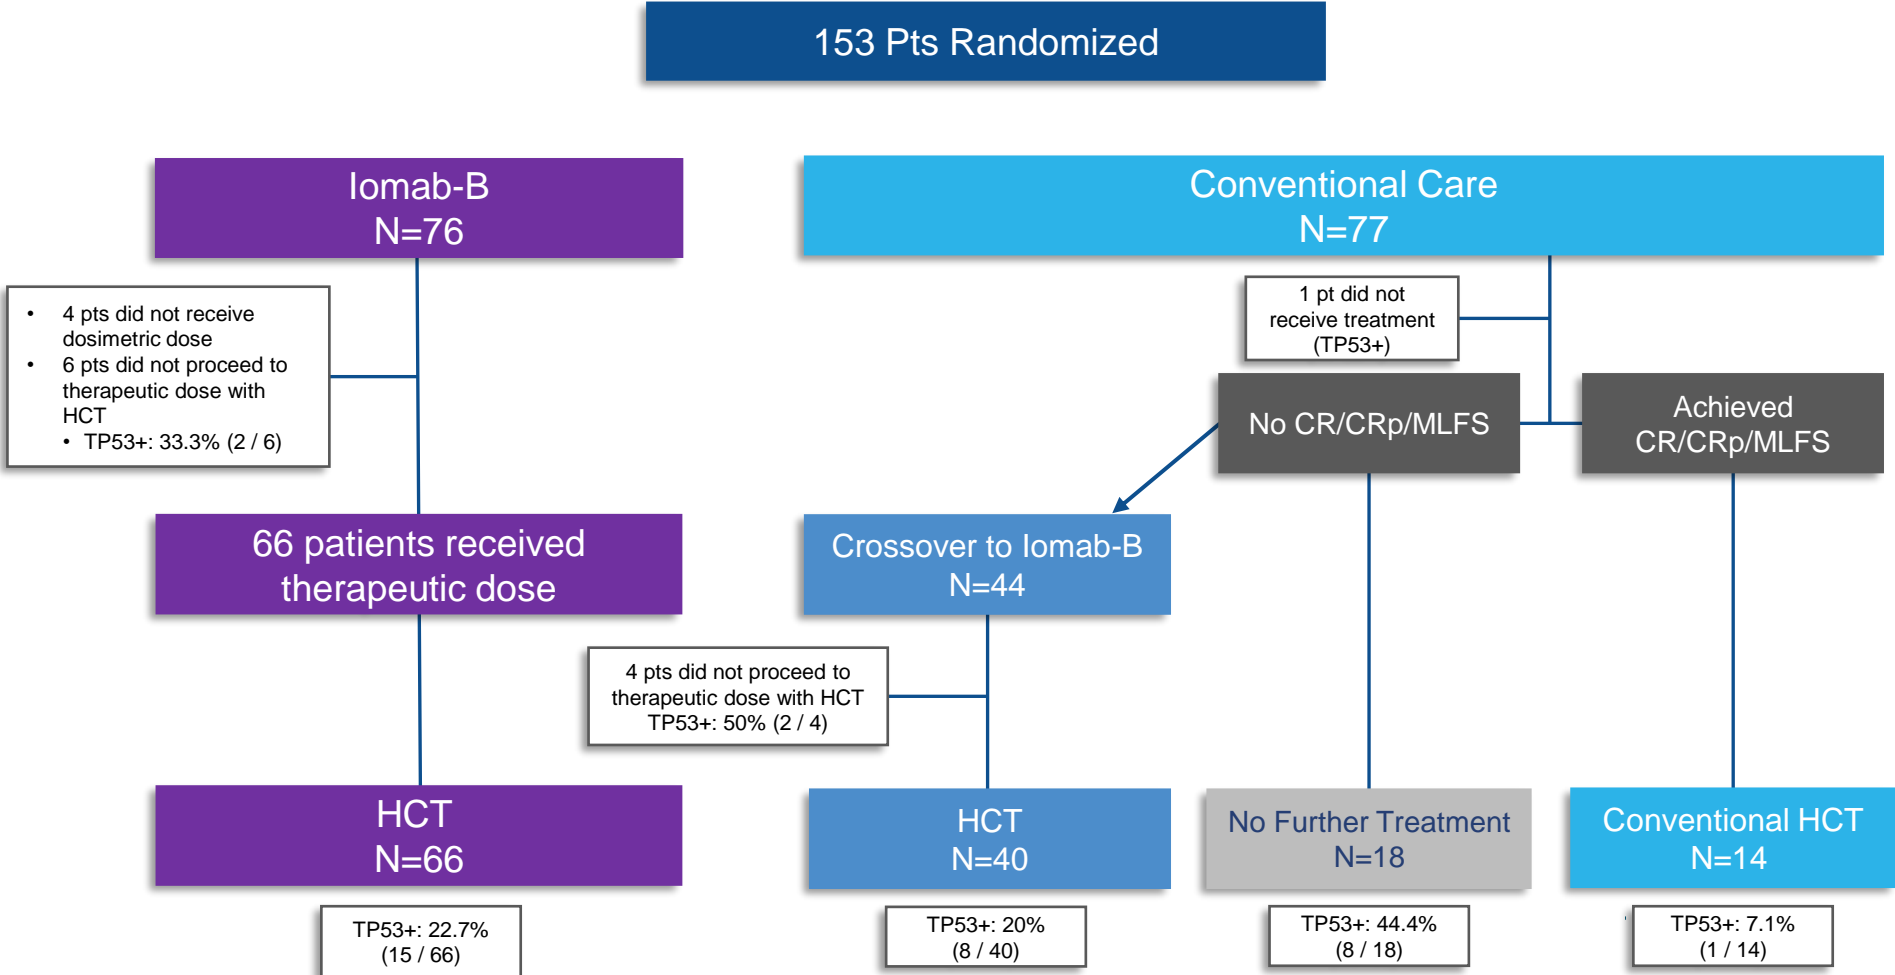 153 Pts Randomized
Iomab-B
N=76
Conventional Care
N=77
• 4 pts did not receive
dosimetric dose
• 6 pts did not proceed to
therapeutic dose with
HCT
• TP53+: 33.3% (2 / 6)
1 pt did not
receive treatment
(TP53+)
No CR/CRp/MLFS
Achieved
CR/CRp/MLFS
66 patients received
therapeutic dose
Crossover to Iomab-B
N=44
4 pts did not proceed to
therapeutic dose with HCT
TP53+: 50% (2 / 4)
HCT
N=66
HCT
N=40
No Further Treatment
N=18
Conventional HCT
N=14
TP53+: 22.7%
(15 / 66)
TP53+: 20%
(8 / 40)
TP53+: 44.4%
(8 / 18)
TP53+: 7.1%
(1 / 14)